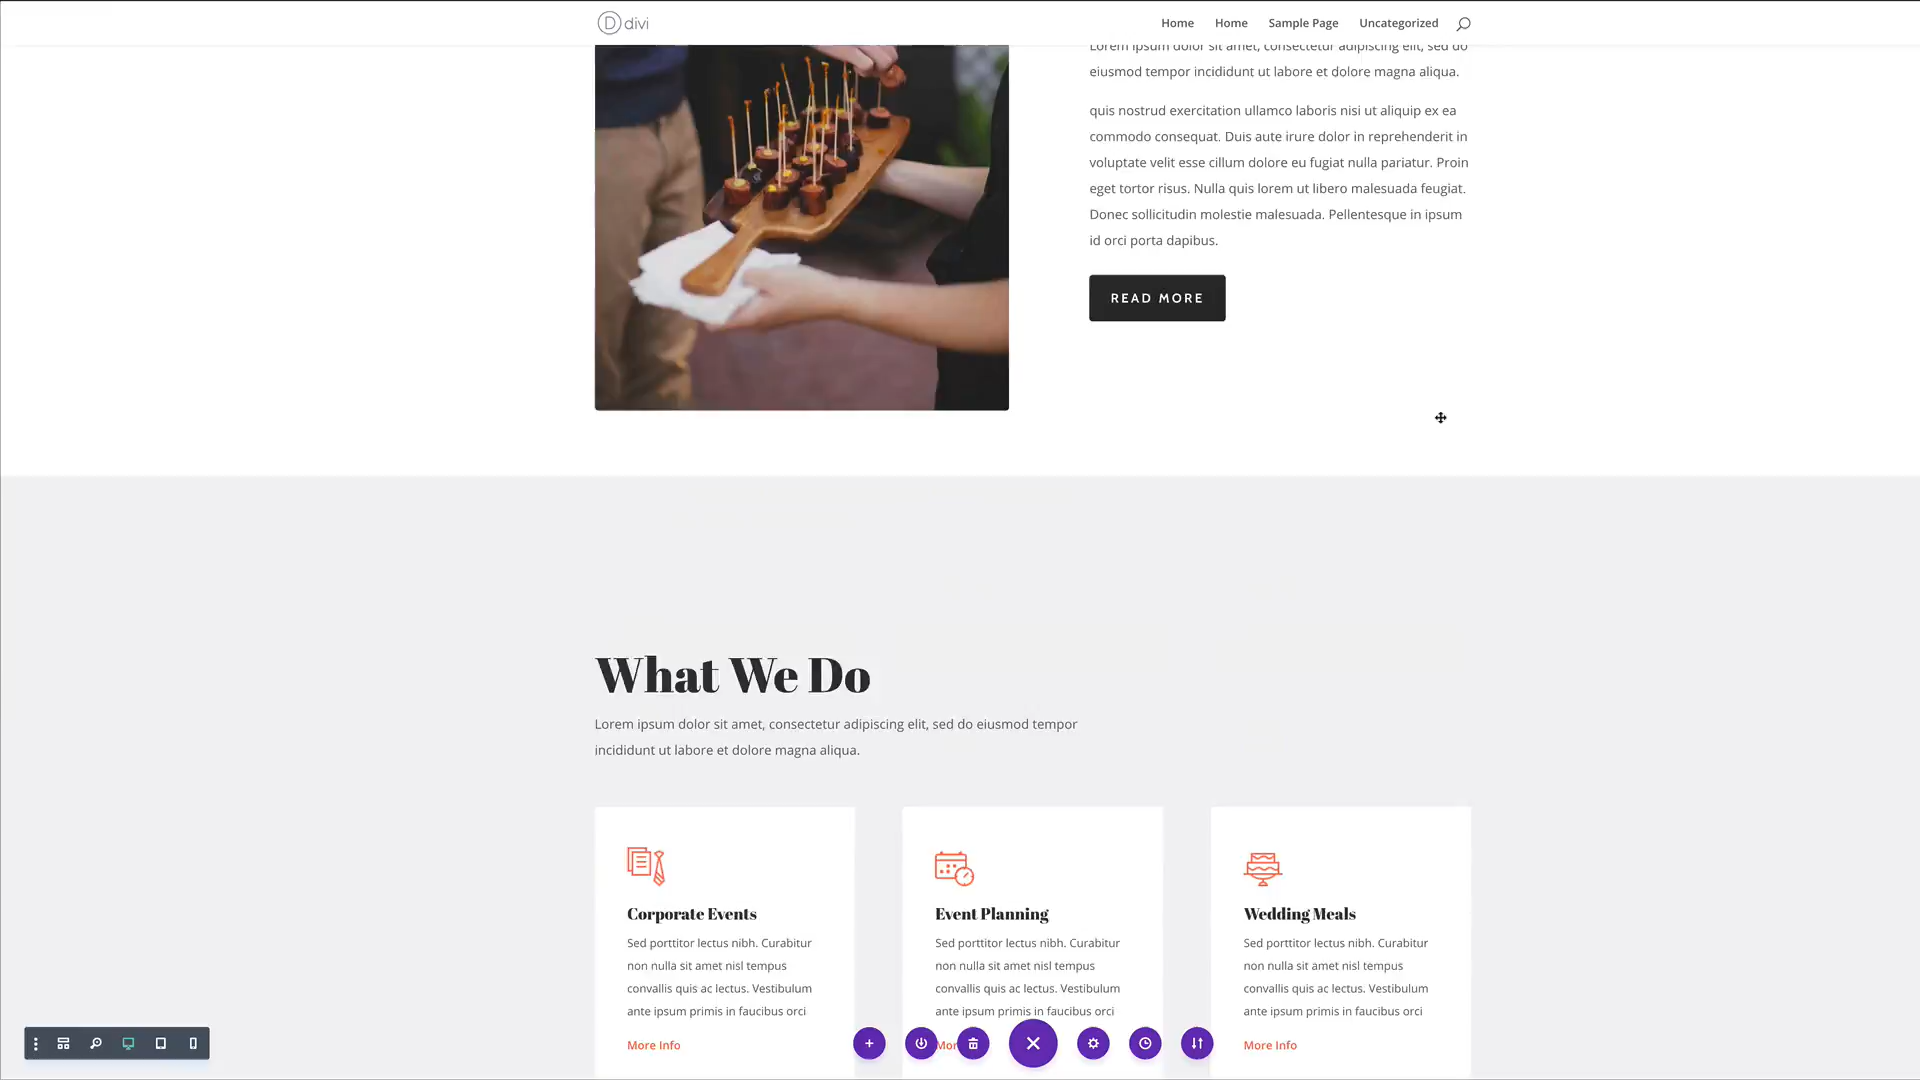 divi
Home
Home
Sample Page
Uncategorized
Lorem ipsum dolor sit amet, consectetur adipiscing elit, sed do
eiusmod tempor incididunt ut labore et dolore magna aliqua.
quis nostrud exercitation ullamco laboris nisi ut aliquip ex ea
commodo consequat. Duis aute irure dolor in reprehenderit in
voluptate velit esse cillum dolore eu fugiat nulla pariatur. Proin
eget tortor risus. Nulla quis lorem ut libero malesuada feugiat.
Donec sollicitudin molestie malesuada. Pellentesque in ipsum
id orci porta dapibus.
READ MORE
What We Do
Lorem ipsum dolor sit amet, consectetur adipiscing elit, sed do eiusmod tempor
incididunt ut labore et dolore magna aliqua.
Corporate Events
Sed porttitor lectus nibh. Curabitur
non nulla sit amet nisl tempus
convallis quis ac lectus. Vestibulum
ante ipsum primis in faucibus orci
More Info
Event Planning
Sed porttitor lectus nibh. Curabitur
non nulla sit amet nisl tempus
convallis quis ac lectus. Vestibulum
ante ipsum primis in faucibus orci
Mor
Wedding Meals
Sed porttitor lectus nibh. Curabitur
non nulla sit amet nisl tempus
convallis quis ac lectus. Vestibulum
ante ipsum primis in faucibus orci
More Info